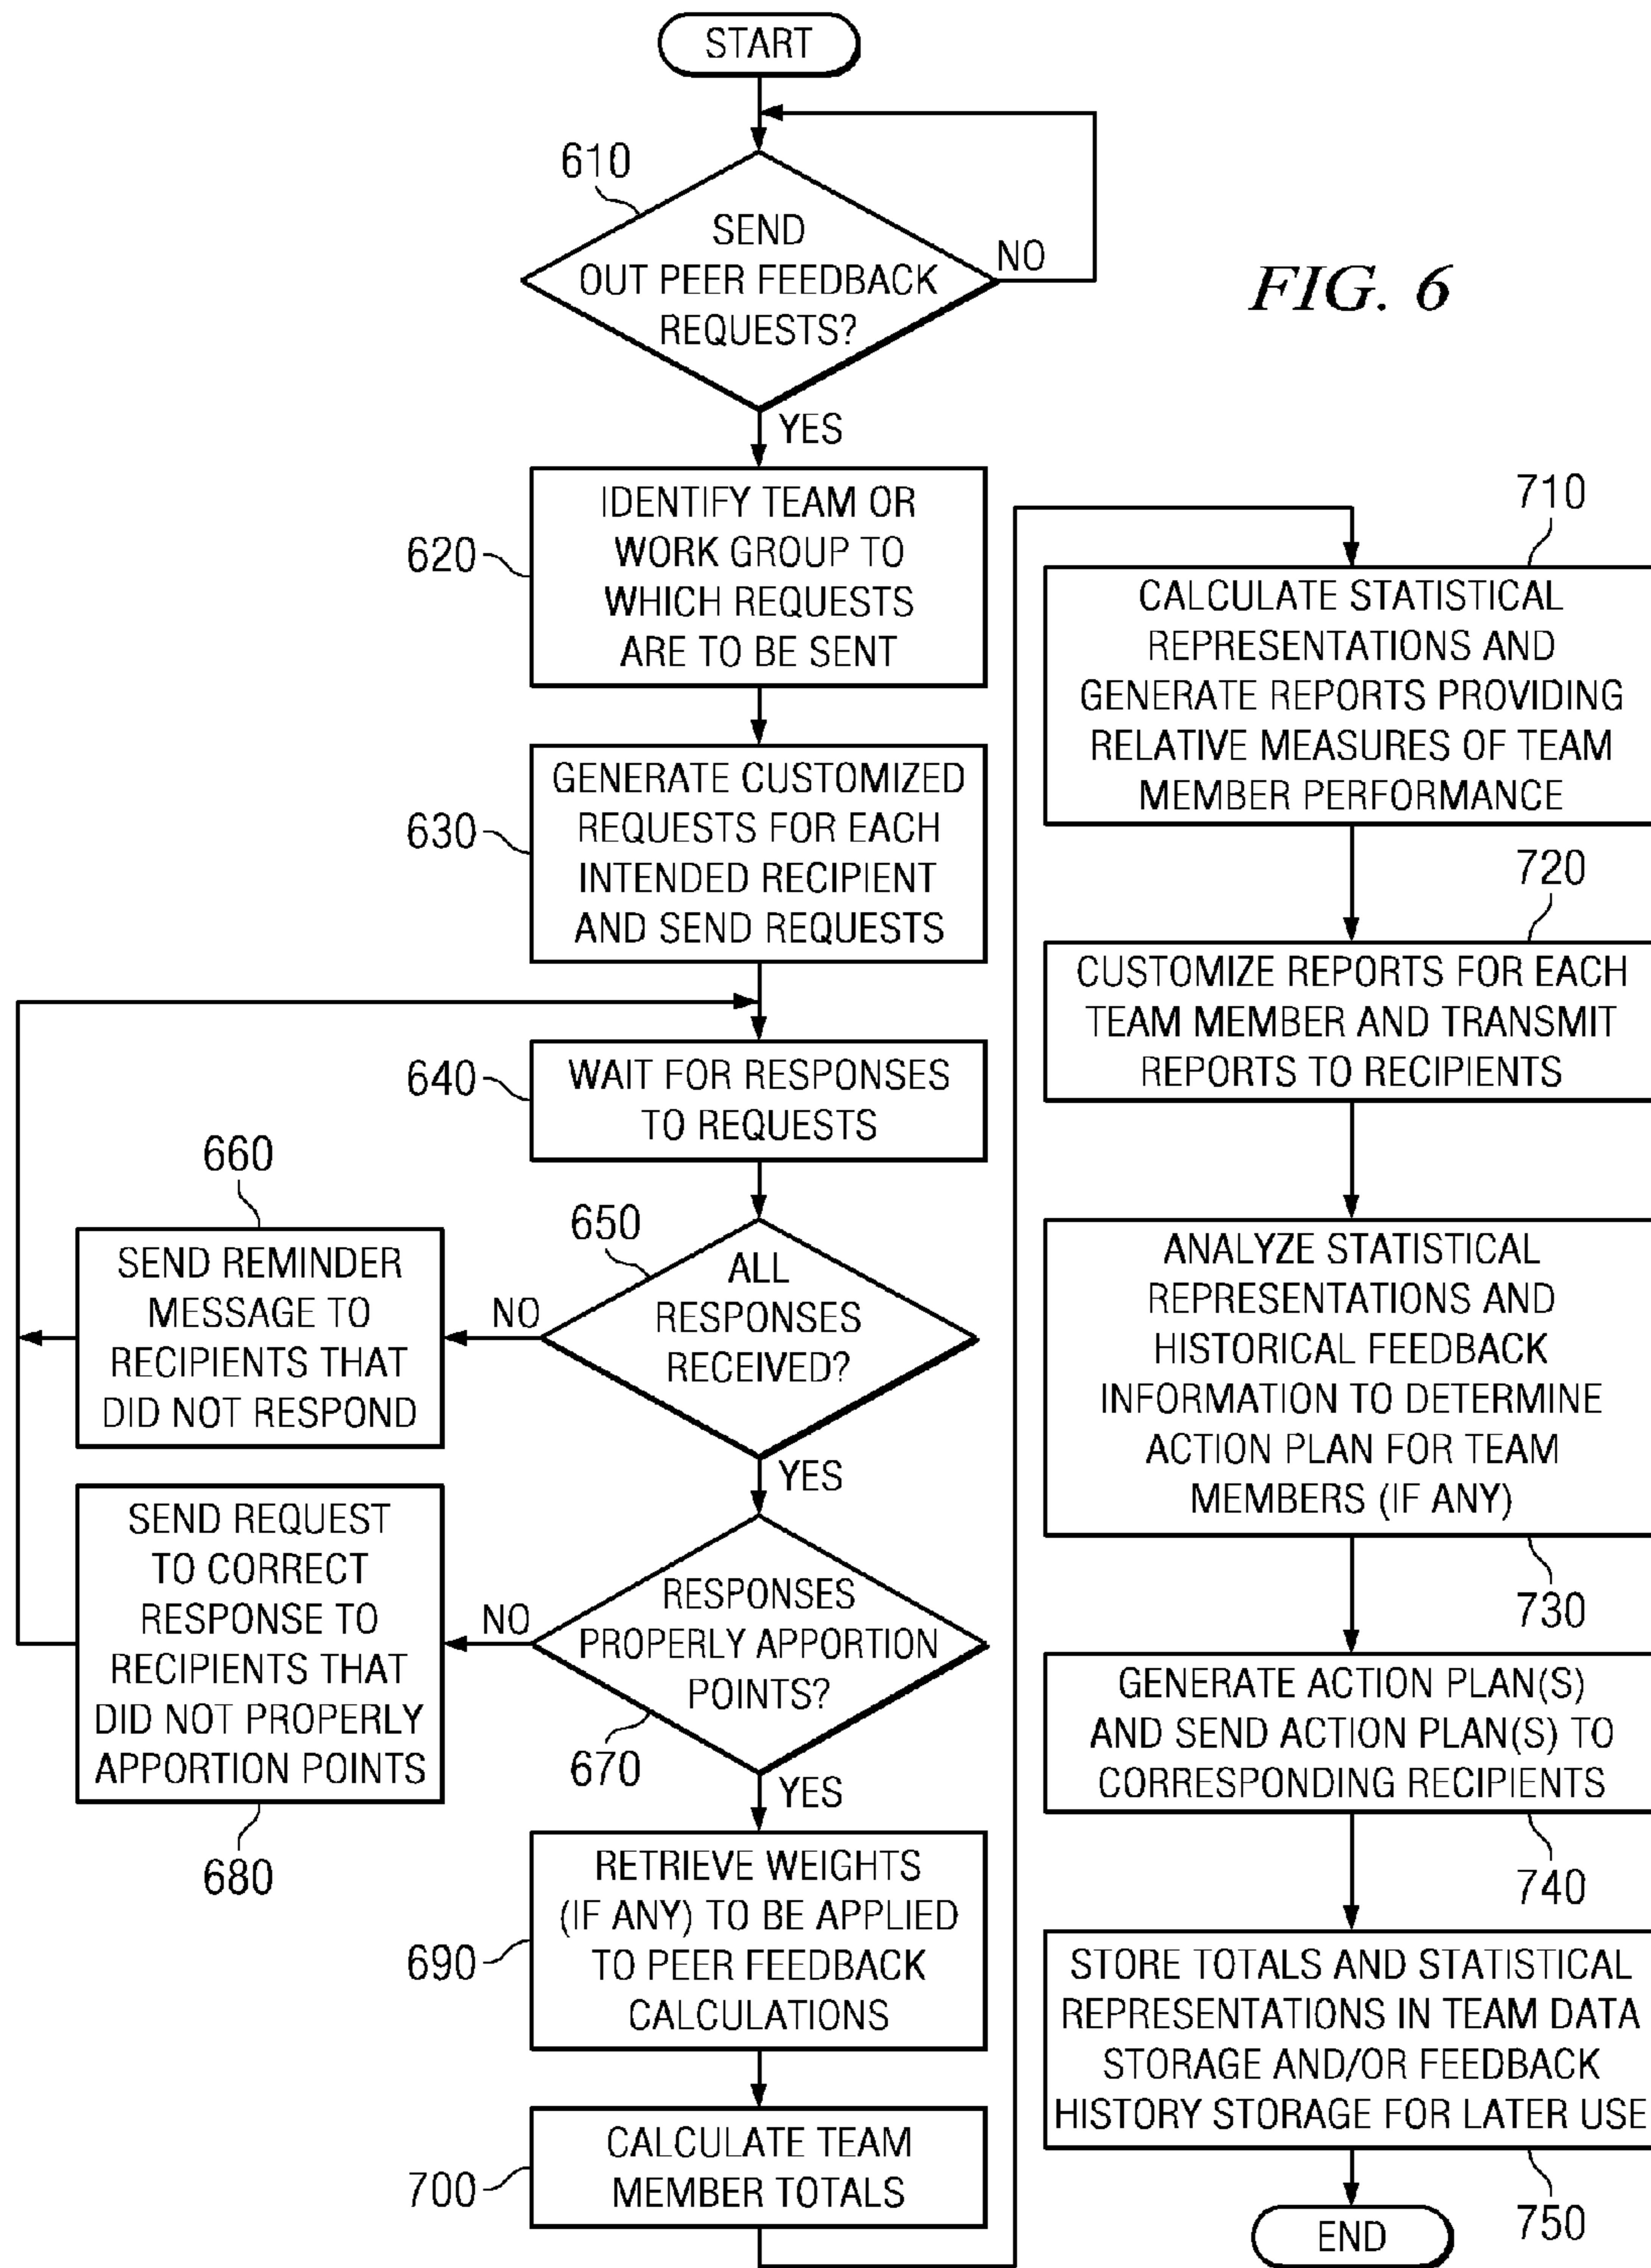 START
610
SEND
OUT PEER FEEDBACK
REQUESTS?
NO
YES
FIG. 6
620
IDENTIFY TEAM OR
WORK GROUP TO
WHICH REQUESTS
ARE TO BE SENT
630
GENERATE CUSTOMIZED
REQUESTS FOR EACH
INTENDED RECIPIENT
AND SEND REQUESTS
640
WAIT FOR RESPONSES
TO REQUESTS
650
ALL
RESPONSES
RECEIVED?
NO
YES
660
SEND REMINDER
MESSAGE TO
RECIPIENTS THAT
DID NOT RESPOND
RESPONSES
PROPERLY APPORTION
POINTS?
670
NO
YES
SEND REQUEST
TO CORRECT
RESPONSE TO
RECIPIENTS THAT
DID NOT PROPERLY
APPORTION POINTS
680
690
RETRIEVE WEIGHTS
(IF ANY) TO BE APPLIED
TO PEER FEEDBACK
CALCULATIONS
700
CALCULATE TEAM
MEMBER TOTALS
710
CALCULATE STATISTICAL
REPRESENTATIONS AND
GENERATE REPORTS PROVIDING
RELATIVE MEASURES OF TEAM
MEMBER PERFORMANCE
720
CUSTOMIZE REPORTS FOR EACH
TEAM MEMBER AND TRANSMIT
REPORTS TO RECIPIENTS
ANALYZE STATISTICAL
REPRESENTATIONS AND
HISTORICAL FEEDBACK
INFORMATION TO DETERMINE
ACTION PLAN FOR TEAM
MEMBERS (IF ANY)
730
GENERATE ACTION PLAN(S)
AND SEND ACTION PLAN(S) TO
CORRESPONDING RECIPIENTS
740
STORE TOTALS AND STATISTICAL
REPRESENTATIONS IN TEAM DATA
STORAGE AND/OR FEEDBACK
HISTORY STORAGE FOR LATER USE
750
END